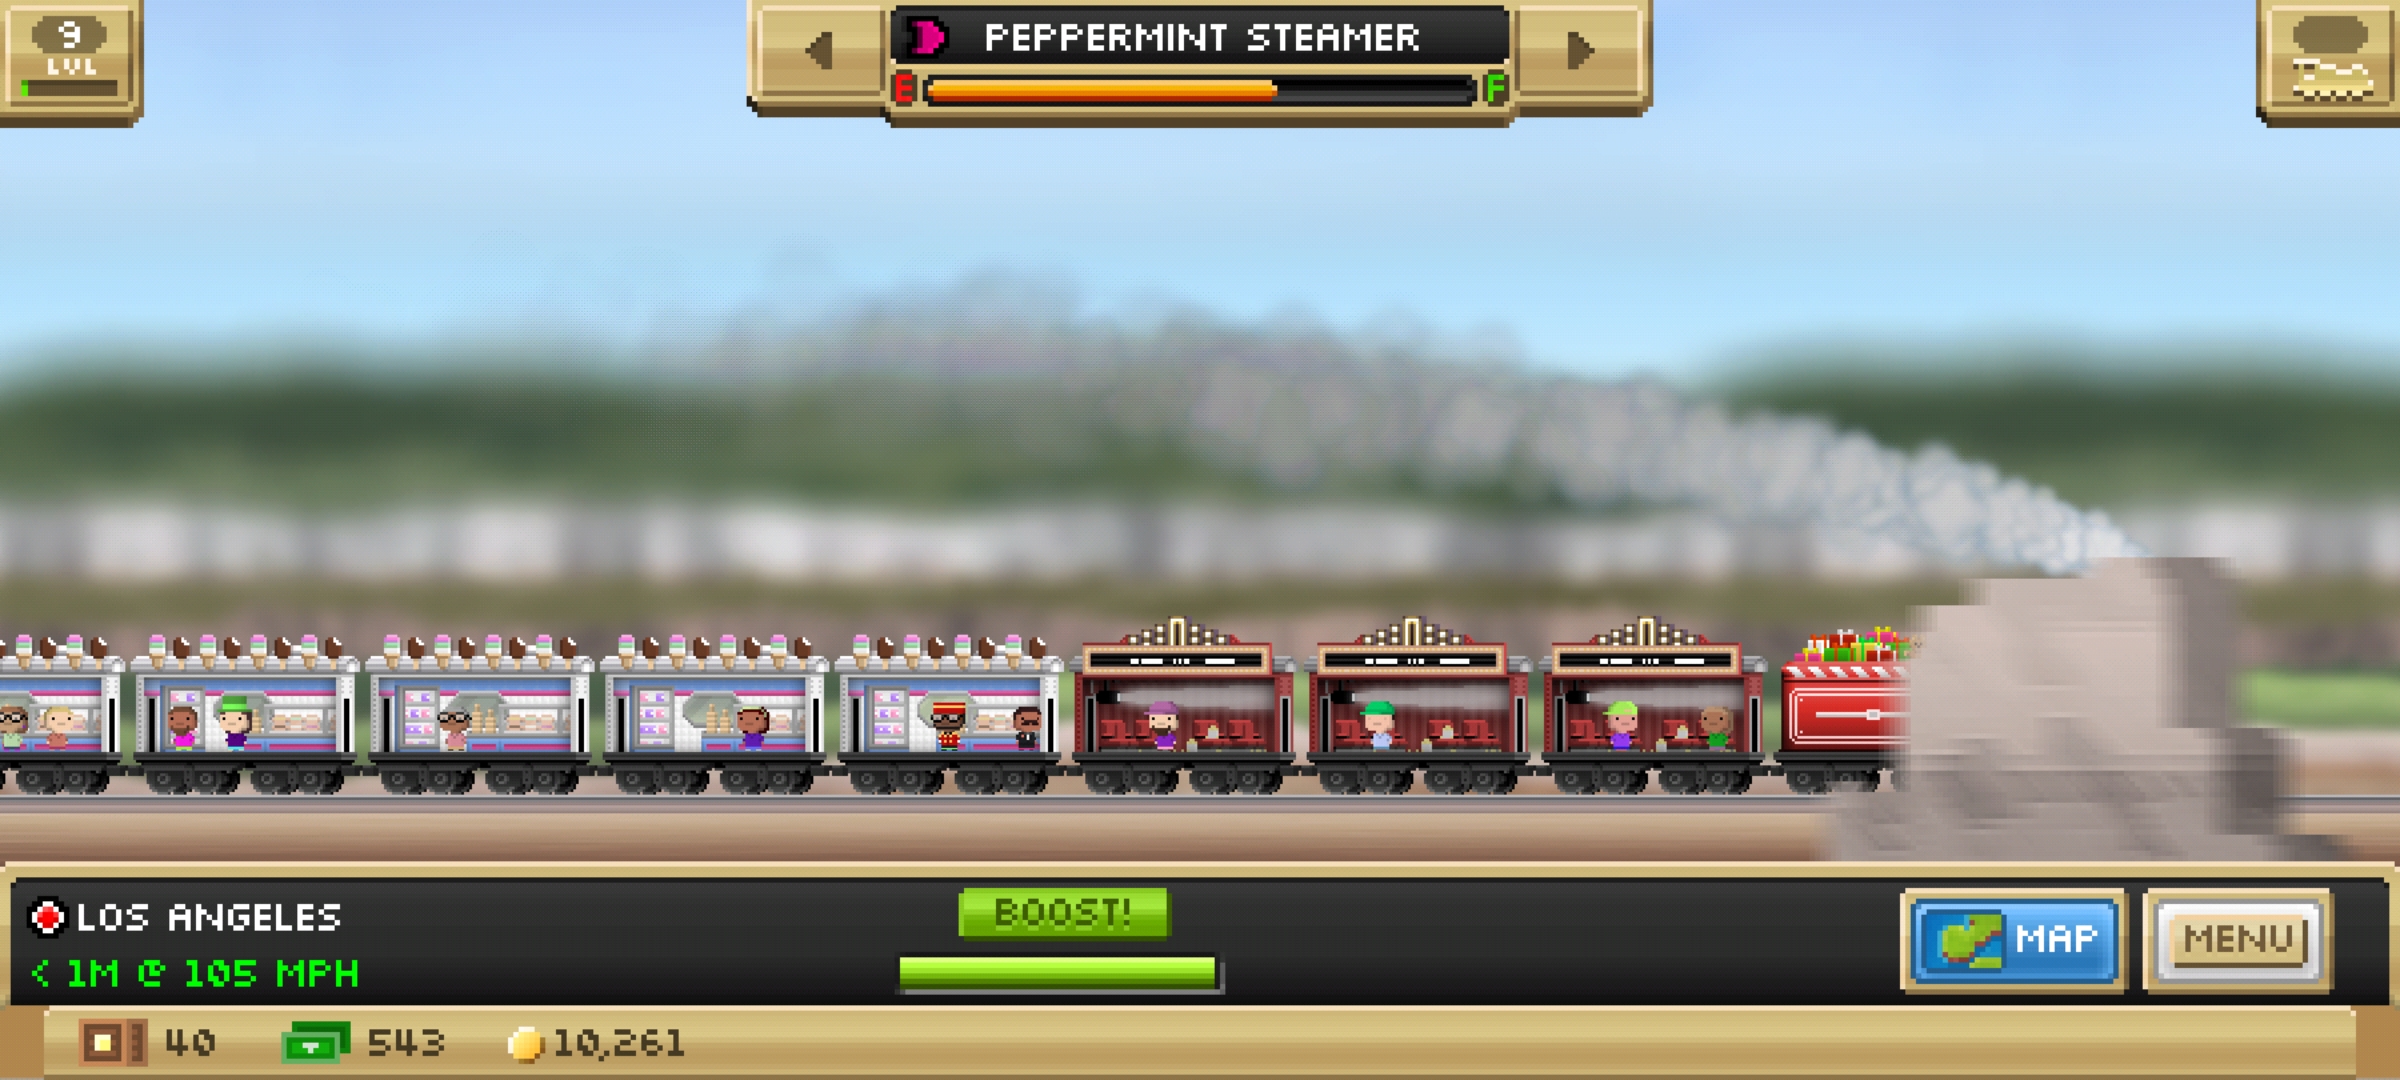 9
LVL
PEPPERMINT STEAMER
E F
LOS ANGELES
< 1M @ 105 MPH
BOOST!
MAP
MENU
40
543
10,261